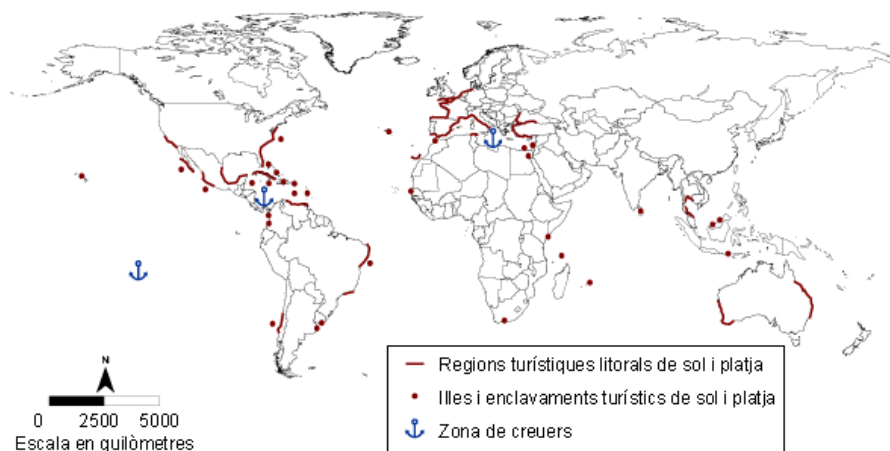 N
0 2500 5000
Escala en quilòmetres
Regions turístiques litorals de sol i platja
Illes i enclavaments turístics de sol i platja
Zona de creuers